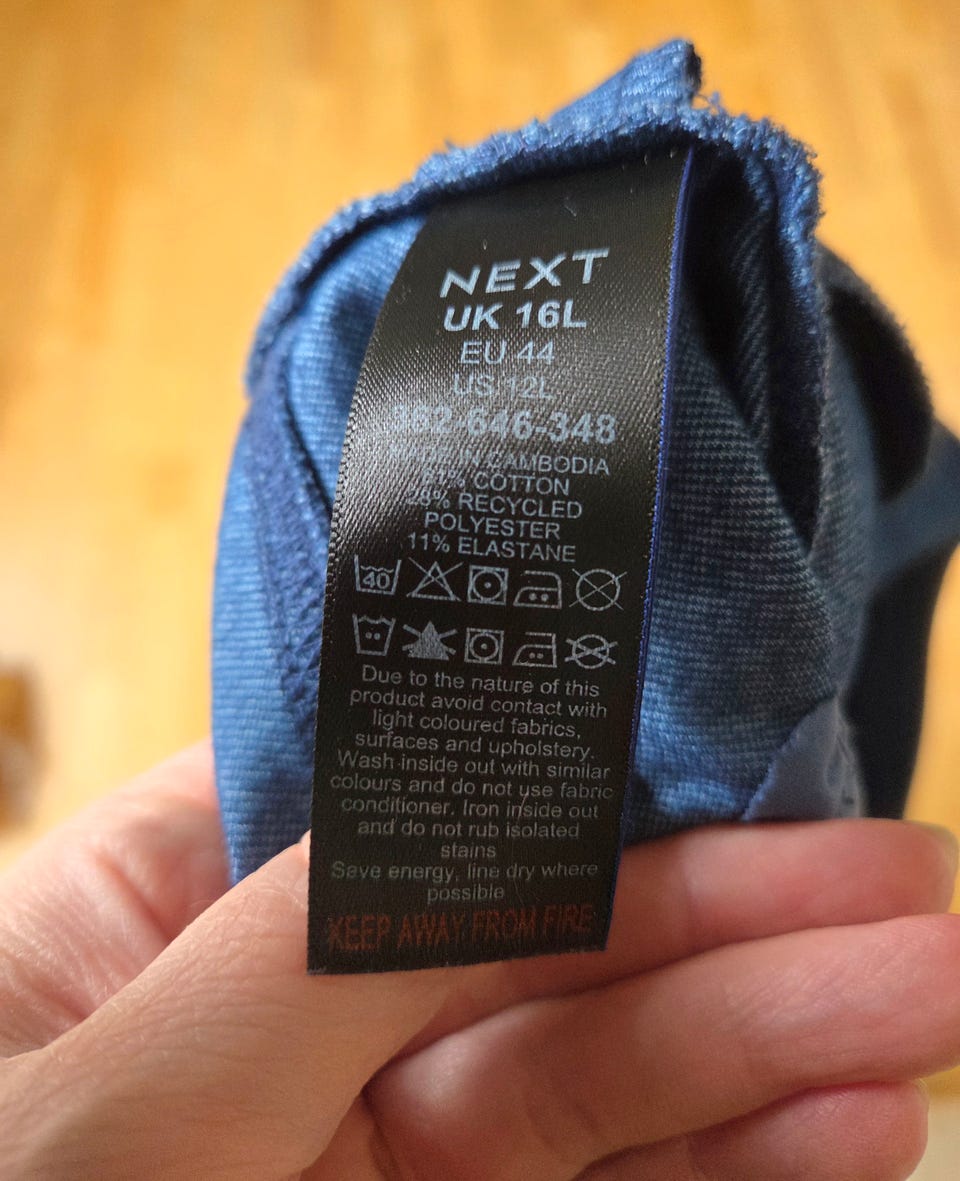 NEXT
UK 16L
EU 44
US 12L
362-646-348
MADE IN CAMBODIA
COTTON
RECYCLED
POLYESTER
11% ELASTANE
40
Due to the nature of this
product avoid contact with
light coloured fabrics,
surfaces and upholstery.
Wash inside out with similar
colours and do not use fabric
conditioner. Iron inside out
and do not rub isolated
stains
Save energy, line dry where
possible
KEEP AWAY FROM FIRE